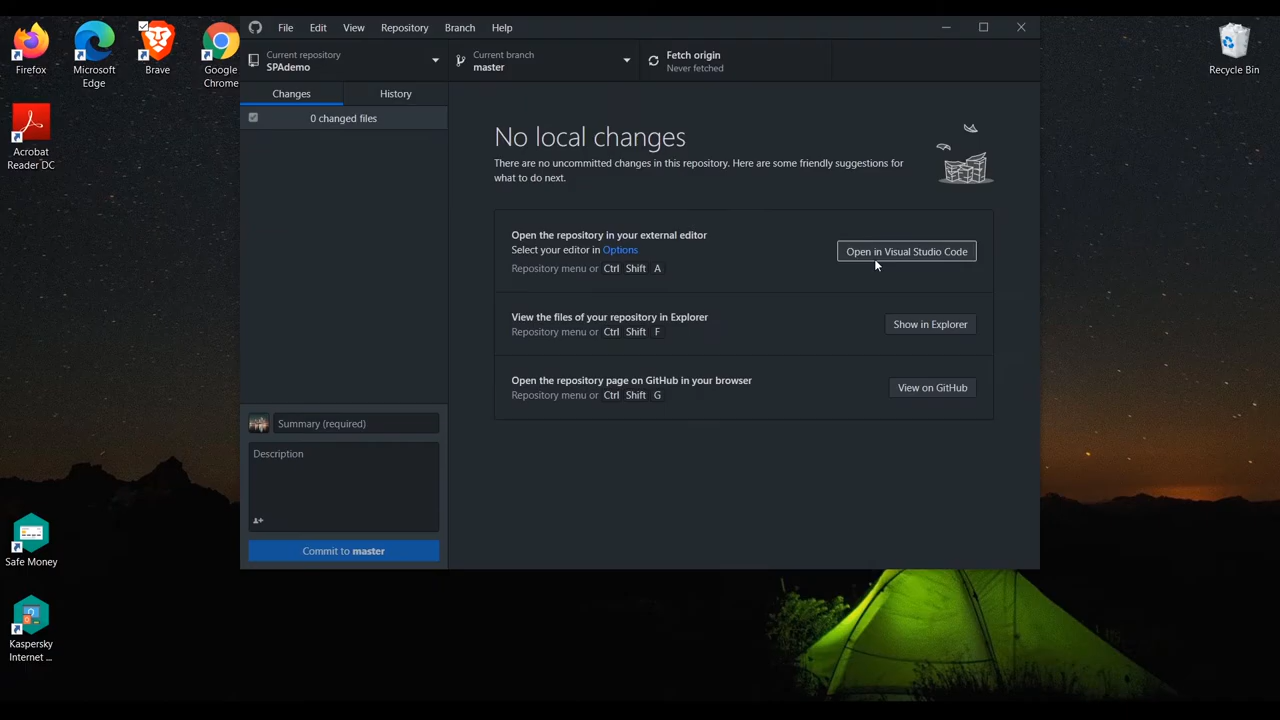 Firefox
Microsoft
Edge
Brave
Google
Chrome
Acrobat
Reader DC
Safe Money
Kaspersky
Internet ...
Recycle Bin
File Edit View Repository Branch Help
Current repository
SPAdemo
Current branch
master
Fetch origin
Never fetched
Changes History
0 changed files
No local changes
There are no uncommitted changes in this repository. Here are some friendly suggestions for
what to do next.
Open the repository in your external editor
Select your editor in Options
Repository menu or Ctrl Shift A
Open in Visual Studio Code
View the files of your repository in Explorer
Repository menu or Ctrl Shift F
Show in Explorer
Open the repository page on GitHub in your browser
Repository menu or Ctrl Shift G
View on GitHub
Summary (required)
Description
Commit to master